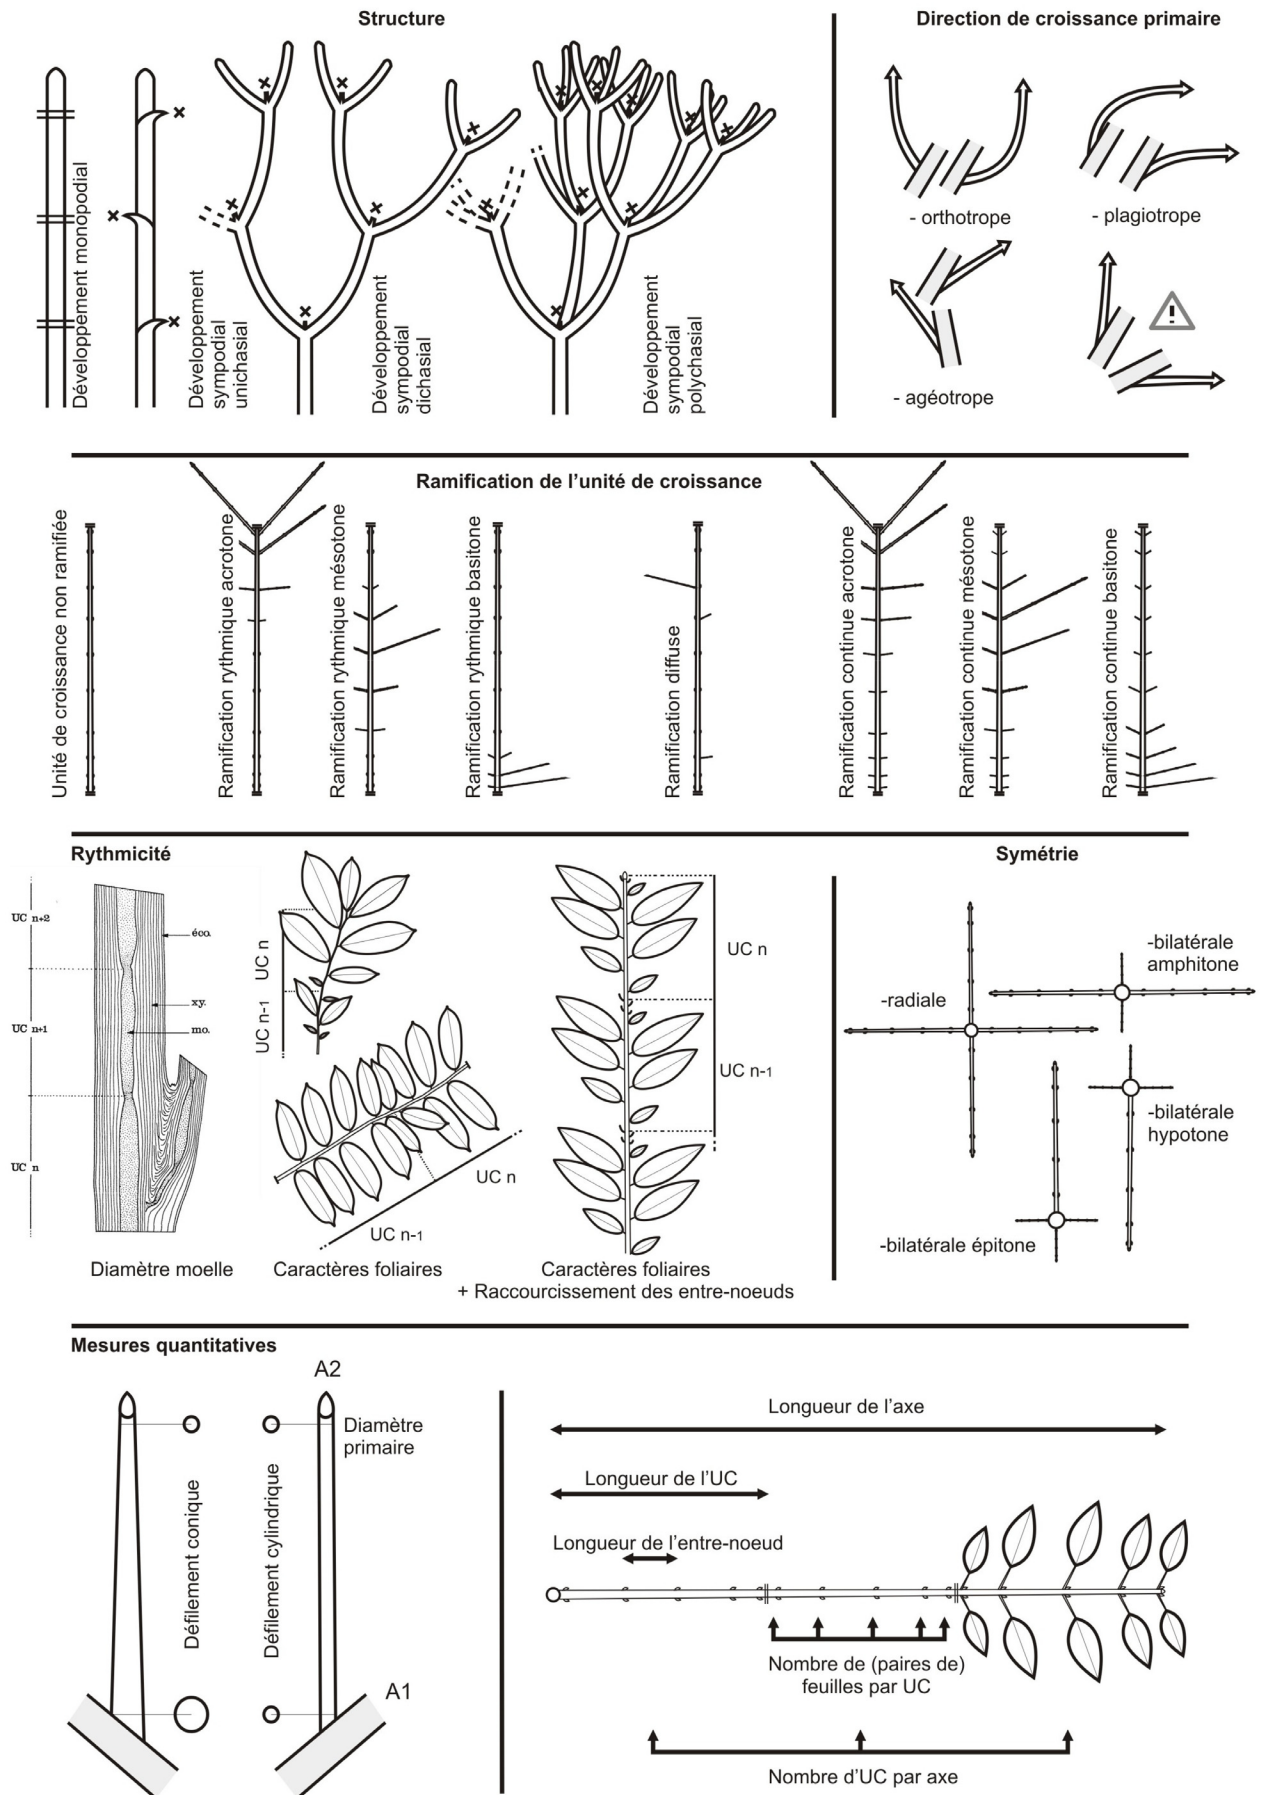 Structure
Direction de croissance primaire
Développement monopodial
Développement
sympodial
unichasial
Développement
sympodial
dichasial
Développement
sympodial
polychasial
- orthotrope
- plagiotrope
- agéotrope
!
Ramification de l'unité de croissance
Unité de croissance non ramifiée
Ramification rythmique acrotone
Ramification rythmique mésotone
Ramification rythmique basitone
Ramification diffuse
Ramification continue acrotone
Ramification continue mésotone
Ramification continue basitone
Rythmicité
UC n+2
UC n+1
UC n
éco.
xy.
mo.
Diamètre moelle
UC n
UC n-1
UC n
UC n-1
Caractères foliaires
UC n
UC n-1
Caractères foliaires
+ Raccourcissement des entre-noeuds
Symétrie
-radiale
-bilatérale
amphitone
-bilatérale
hypotone
-bilatérale épitone
Mesures quantitatives
A2
Diamètre
primaire
Défilement conique
Défilement cylindrique
A1
Longueur de l'axe
Longueur de l'UC
Longueur de l'entre-noeud
Nombre de (paires de)
feuilles par UC
Nombre d'UC par axe